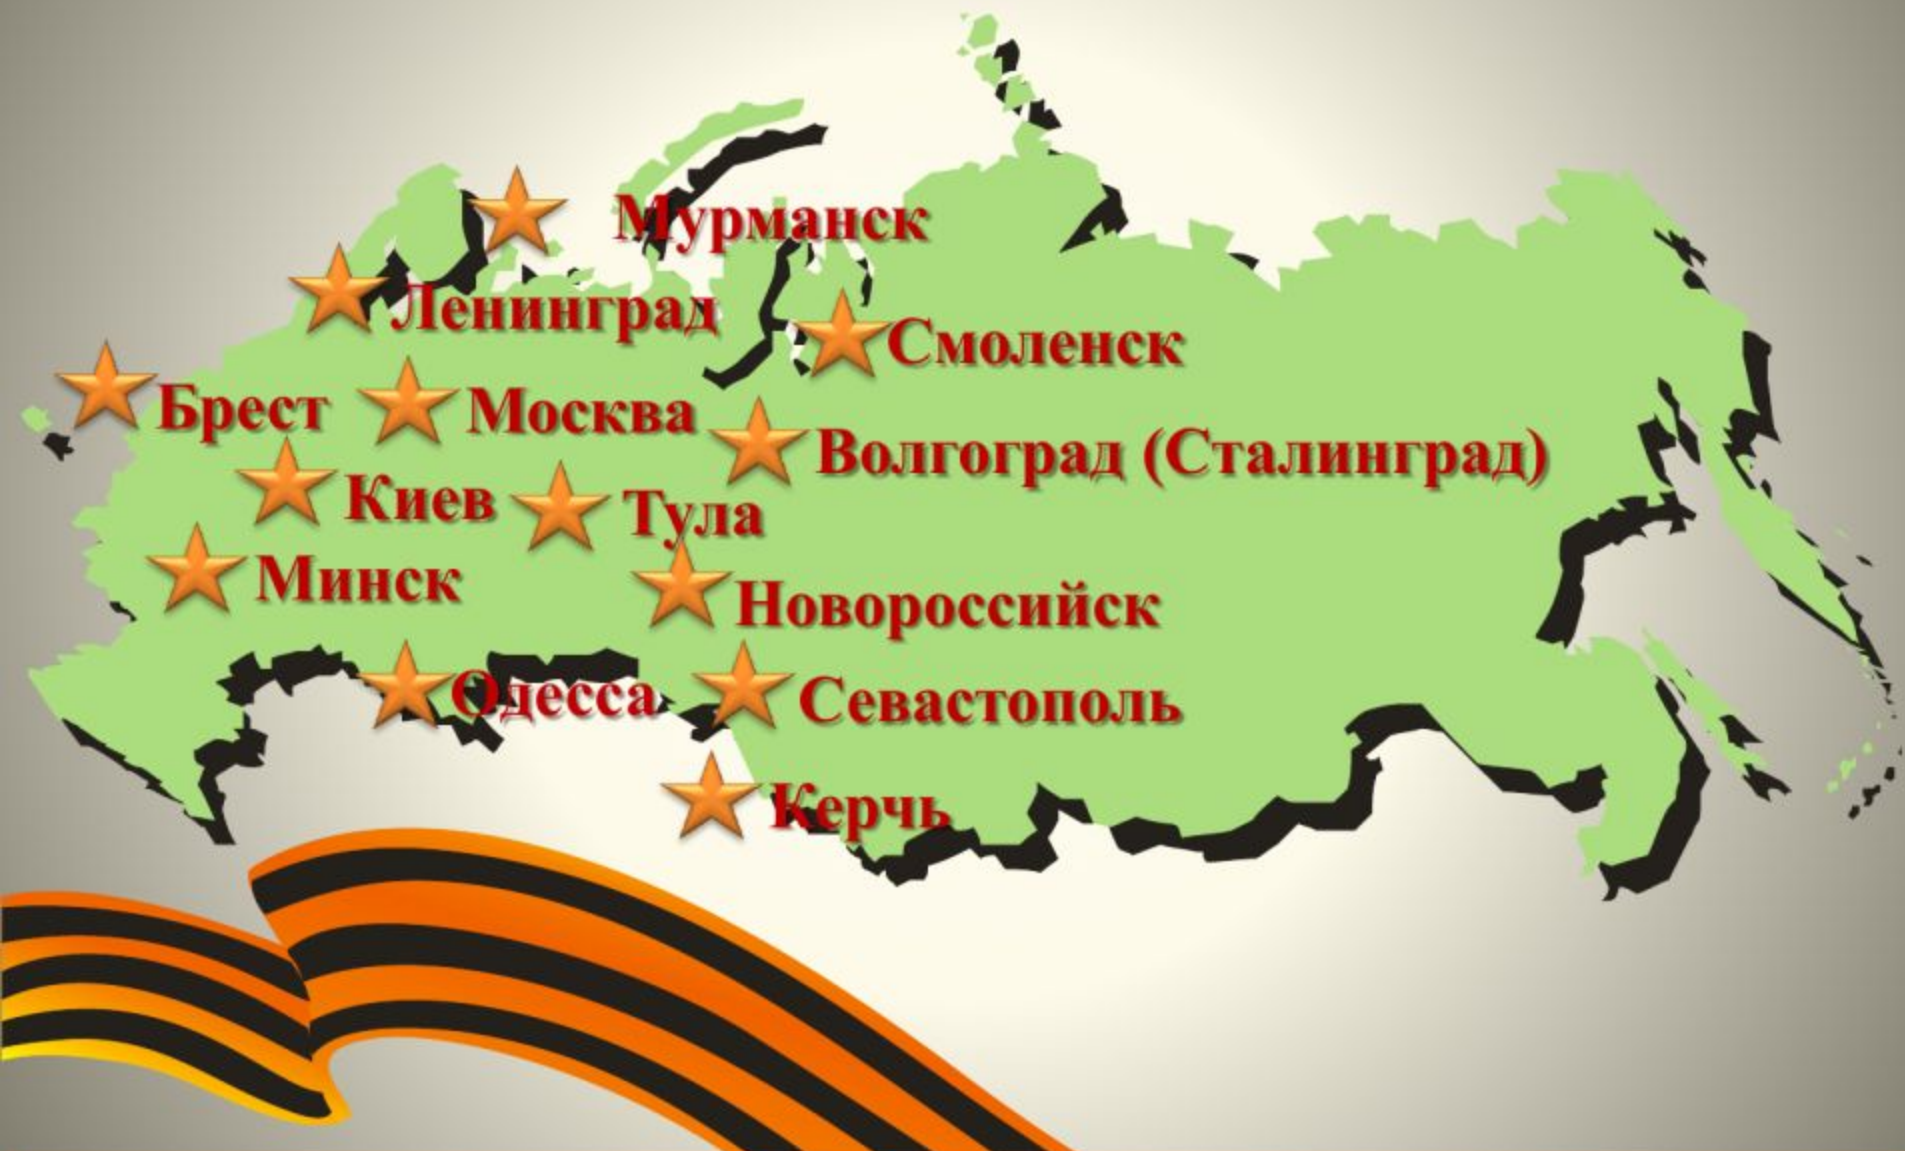 Мурманск
Ленинград
Смоленск
Брест
Москва
Волгоград (Сталинград)
Киев
Тула
Минск
Новороссийск
Одесса
Севастополь
Керчь